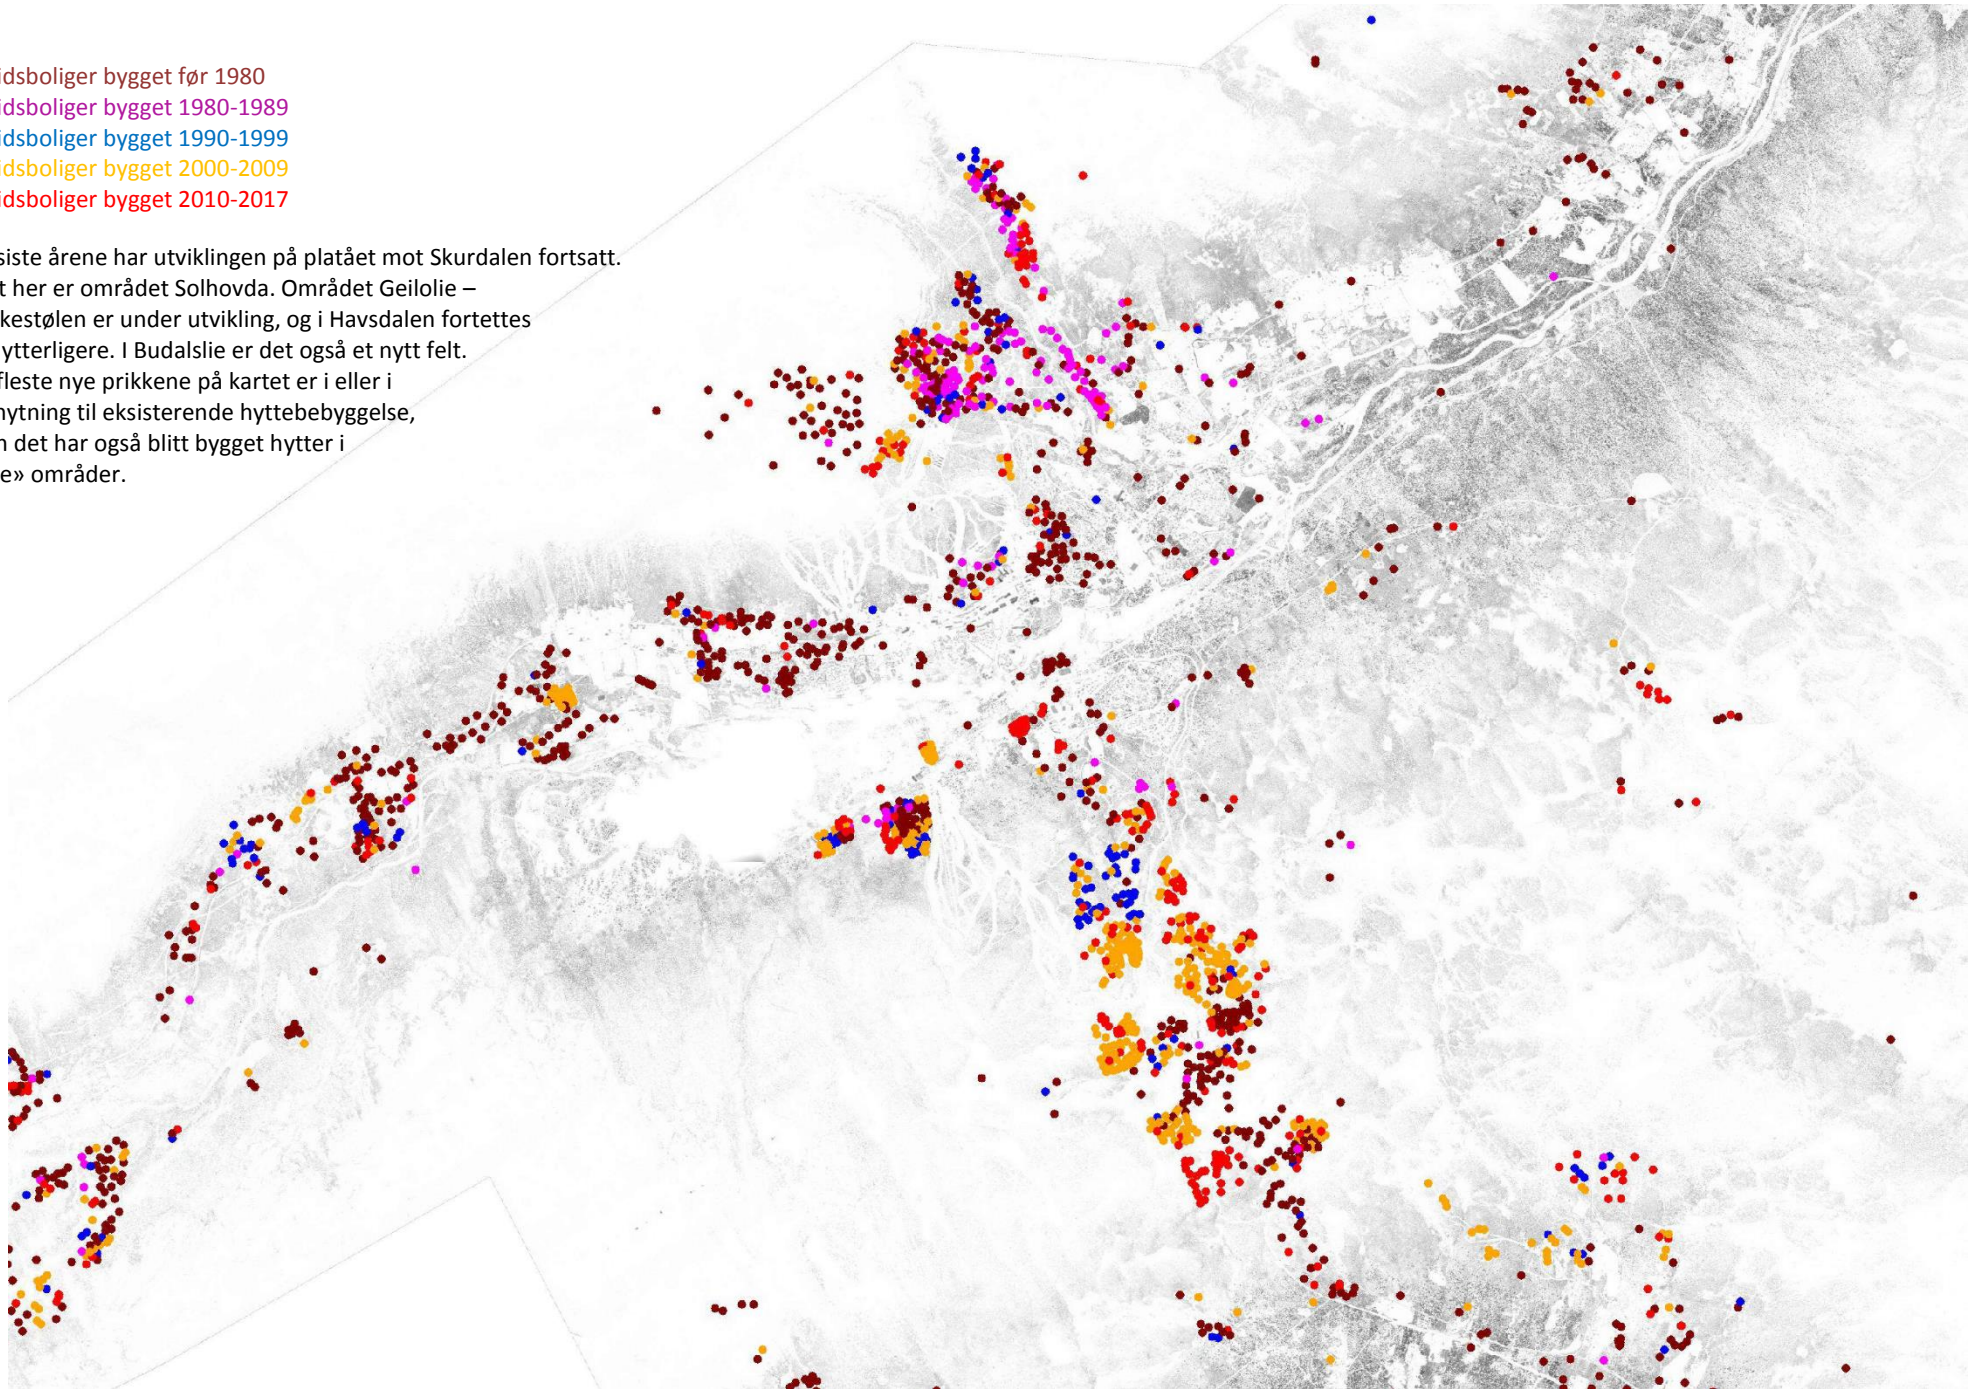 idsboliger bygget før 1980
idsboliger bygget 1980-1989
idsboliger bygget 1990-1999
idsboliger bygget 2000-2009
idsboliger bygget 2010-2017
siste årene har utviklingen på platået mot Skurdalen fortsatt.
t her er området Solhovda. Området Geilolie –
kestølen er under utvikling, og i Havsdalen fortettes
ytterligere. I Budalslie er det også et nytt felt.
fleste nye prikkene på kartet er i eller i
nytning til eksisterende hyttebebyggelse,
n det har også blitt bygget hytter i
e» områder.